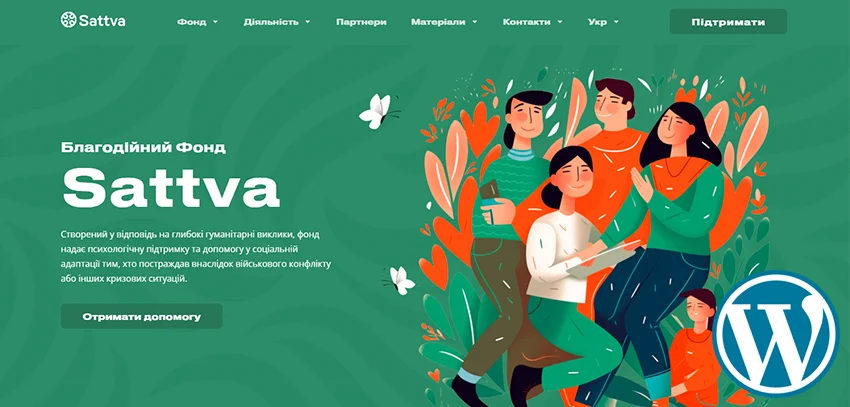 Sattva
Фонд
Діяльність
Партнери
Матеріали
Контакти
Укр
Підтримати
Благодійний Фонд
Sattva
Створений у відповідь на глибокі гуманітарні виклики, фонд
надає психологічну підтримку та допомогу у соціальній
адаптації тим, хто постраждав внаслідок військового конфлікту
або інших кризових ситуацій.
Отримати допомогу
W